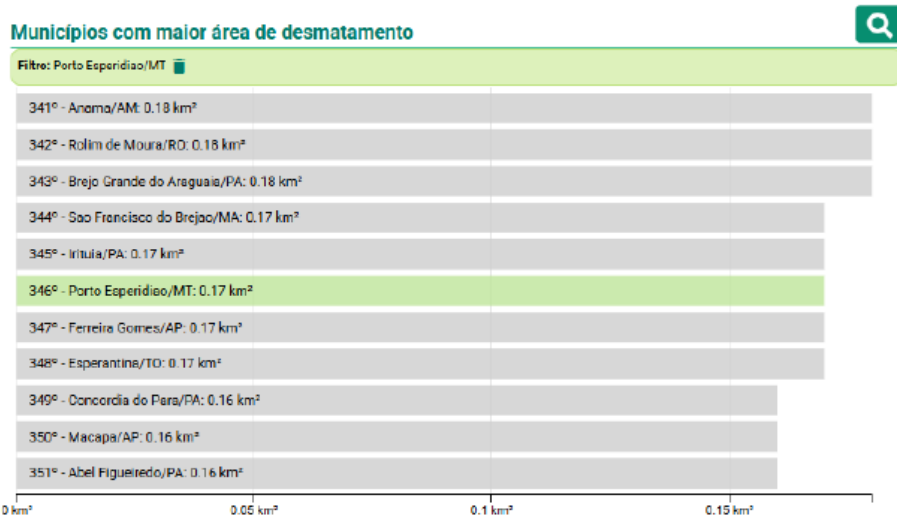 Municípios com maior área de desmatamento
Filtro: Porto Esperidiao/MT
341º - Anama/AM: 0.18 km²
342º - Rolim de Moura/RO: 0.18 km²
343º - Brejo Grande do Araguaia/PA: 0.18 km²
344º - Sao Francisco do Brejao/MA: 0.17 km²
345º - Irituia/PA: 0.17 km²
346º - Porto Esperidiao/MT: 0.17 km²
347º - Ferreira Gomes/AP: 0.17 km²
348º - Esperantina/TO: 0.17 km²
349º - Concordia do Para/PA: 0.16 km²
350º - Macapa/AP: 0.16 km²
351º - Abel Figueiredo/PA: 0.16 km²
0 km² 0.05 km² 0.1 km² 0.15 km²